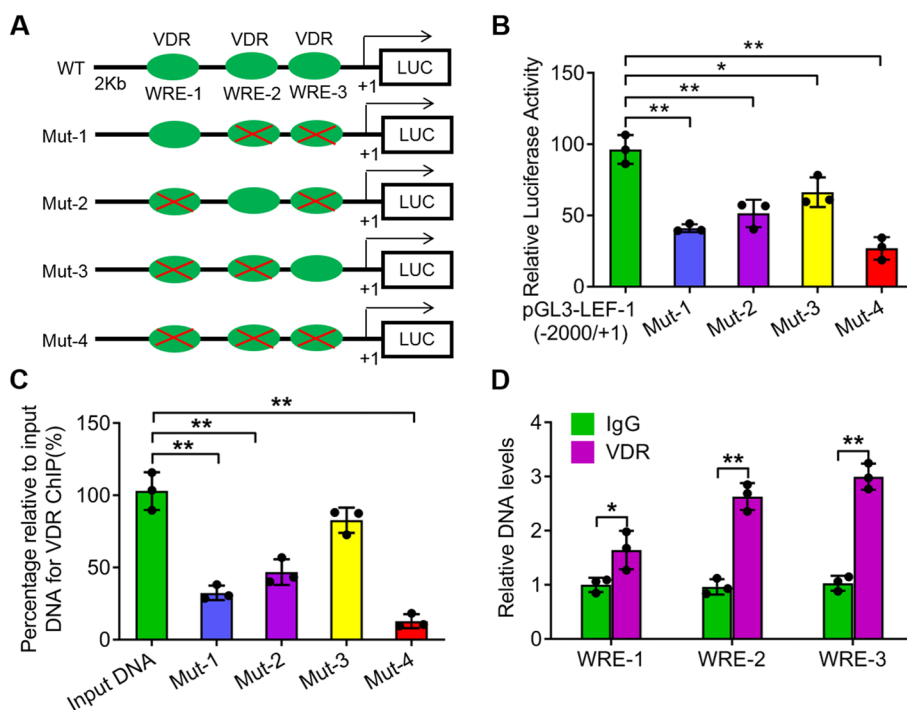 A
VDR VDR VDR
WT
2Kb
WRE-1 WRE-2 WRE-3
+1
LUC
Mut-1
+1
LUC
Mut-2
+1
LUC
Mut-3
+1
LUC
Mut-4
+1
LUC
B
Relative Luciferase Activity
150
100
50
0
**
*
**
**
pGL3-LEF-1
(-2000/+1)
Mut-1
Mut-2
Mut-3
Mut-4
C
Percentage relative to input
DNA for VDR ChIP(%)
150
100
50
0
**
**
**
Input DNA
Mut-1
Mut-2
Mut-3
Mut-4
D
Relative DNA levels
4
3
2
1
0
IgG
VDR
*
**
**
WRE-1
WRE-2
WRE-3